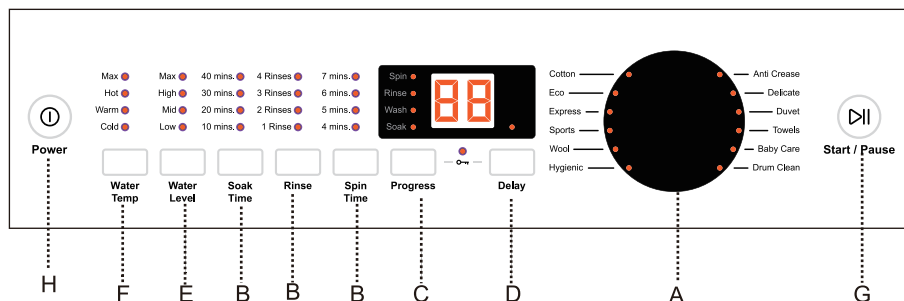 Max Max 40 mins. 4 Rinses 7 mins. Spin
Hot High 30 mins. 3 Rinses 6 mins. Rinse
Warm Mid 20 mins. 2 Rinses 5 mins. Wash
Cold Low 10 mins. 1 Rinse 4 mins. Soak
88
Cotton Anti Crease
Eco Delicate
Express Duvet
Sports Towels
Wool Baby Care
Hygienic Drum Clean
Power
Start / Pause
Water Temp
Water Level
Soak Time
Rinse
Spin Time
Progress
Delay
H F E B B B C D A G